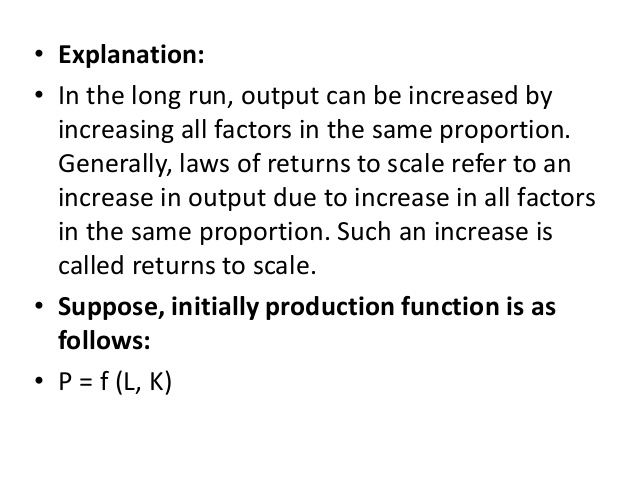 • Explanation:
• In the long run, output can be increased by
increasing all factors in the same proportion.
Generally, laws of returns to scale refer to an
increase in output due to increase in all factors
in the same proportion. Such an increase is
called returns to scale.
• Suppose, initially production function is as
follows:
• P = f (L, K)